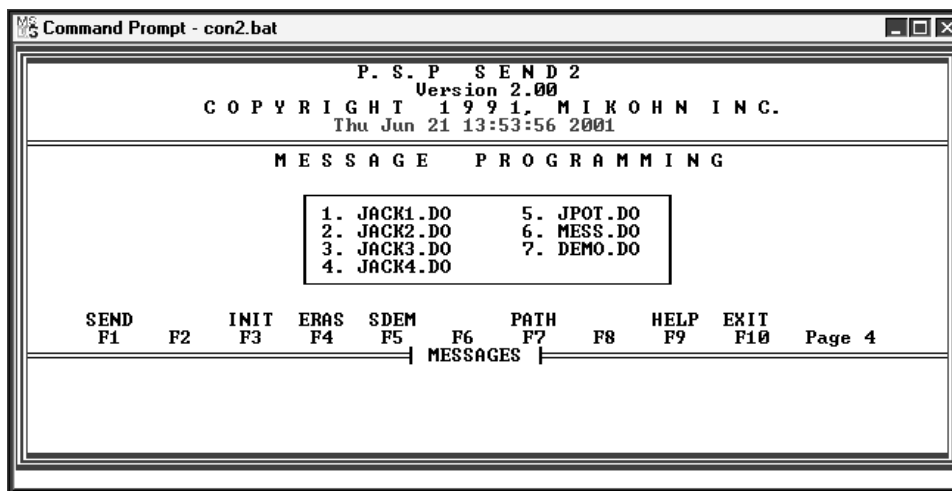 Command Prompt - con2.bat
P. S. P   S E N D 2
Version 2.00
C O P Y R I G H T   1 9 9 1,   M I K O H N   I N C.
Thu Jun 21 13:53:56 2001
M E S S A G E   P R O G R A M M I N G
1. JACK1.DO   5. JPOT.DO
2. JACK2.DO   6. MESS.DO
3. JACK3.DO   7. DEMO.DO
4. JACK4.DO
SEND   INIT   ERAS   SDEM   PATH   HELP   EXIT
F1   F2   F3   F4   F5   F6   F7   F8   F9   F10   Page 4
MESSAGES